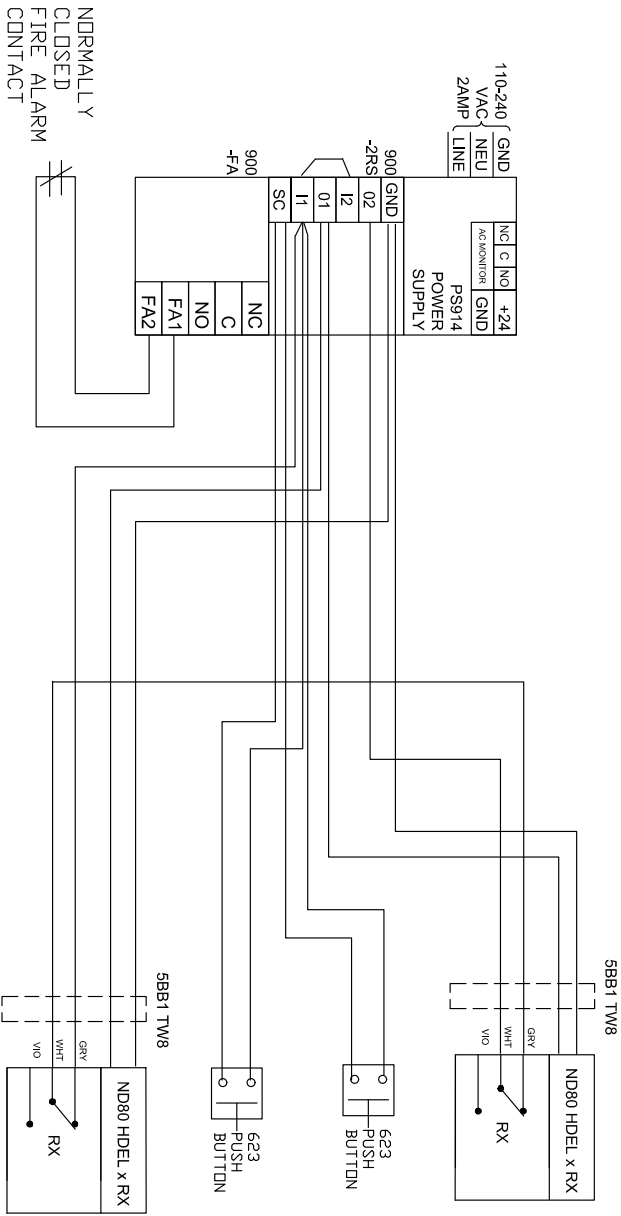 110-240
VAC
2AMP
GND
NEU
LINE
NC C NO
AC MONITOR
+24
GND
PS914
POWER
SUPPLY
900
-2RS
GND
02
I2
01
I1
SC
900
-FA
NC
C
NO
FA1
FA2
NORMALLY
CLOSED
FIRE ALARM
CONTACT
5BB1 TW8
GRY
WHT
VIO
ND80 HDEL x RX
RX
623
PUSH
BUTTON
623
PUSH
BUTTON
5BB1 TW8
GRY
WHT
VIO
ND80 HDEL x RX
RX